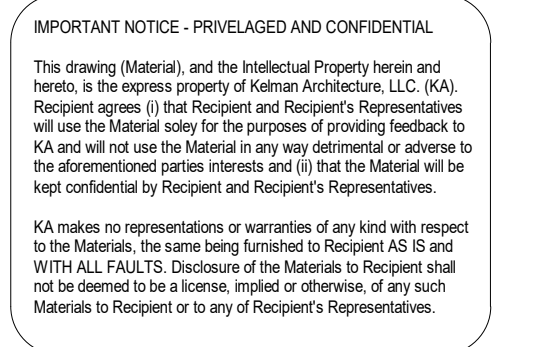 IMPORTANT NOTICE - PRIVELAGED AND CONFIDENTIAL
This drawing (Material), and the Intellectual Property herein and
hereto, is the express property of Kelman Architecture, LLC. (KA).
Recipient agrees (i) that Recipient and Recipient's Representatives
will use the Material soley for the purposes of providing feedback to
KA and will not use the Material in any way detrimental or adverse to
the aforementioned parties interests and (ii) that the Material will be
kept confidential by Recipient and Recipient's Representatives.
KA makes no representations or warranties of any kind with respect
to the Materials, the same being furnished to Recipient AS IS and
WITH ALL FAULTS. Disclosure of the Materials to Recipient shall
not be deemed to be a license, implied or otherwise, of any such
Materials to Recipient or to any of Recipient's Representatives.